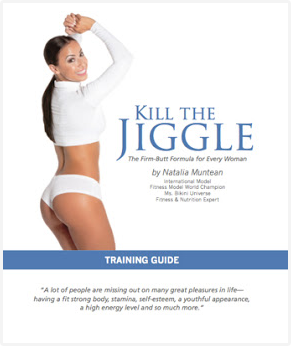 KILL THE
JIGGLE
The Firm-Butt Formula for Every Woman
by Natalia Muntean
International Model
Fitness Model World Champion
Ms. Bikini Universe
Fitness & Nutrition Expert
TRAINING GUIDE
“A lot of people are missing out on many great pleasures in life—
having a fit strong body, stamina, self-esteem, a youthful appearance,
a high energy level and so much more.”